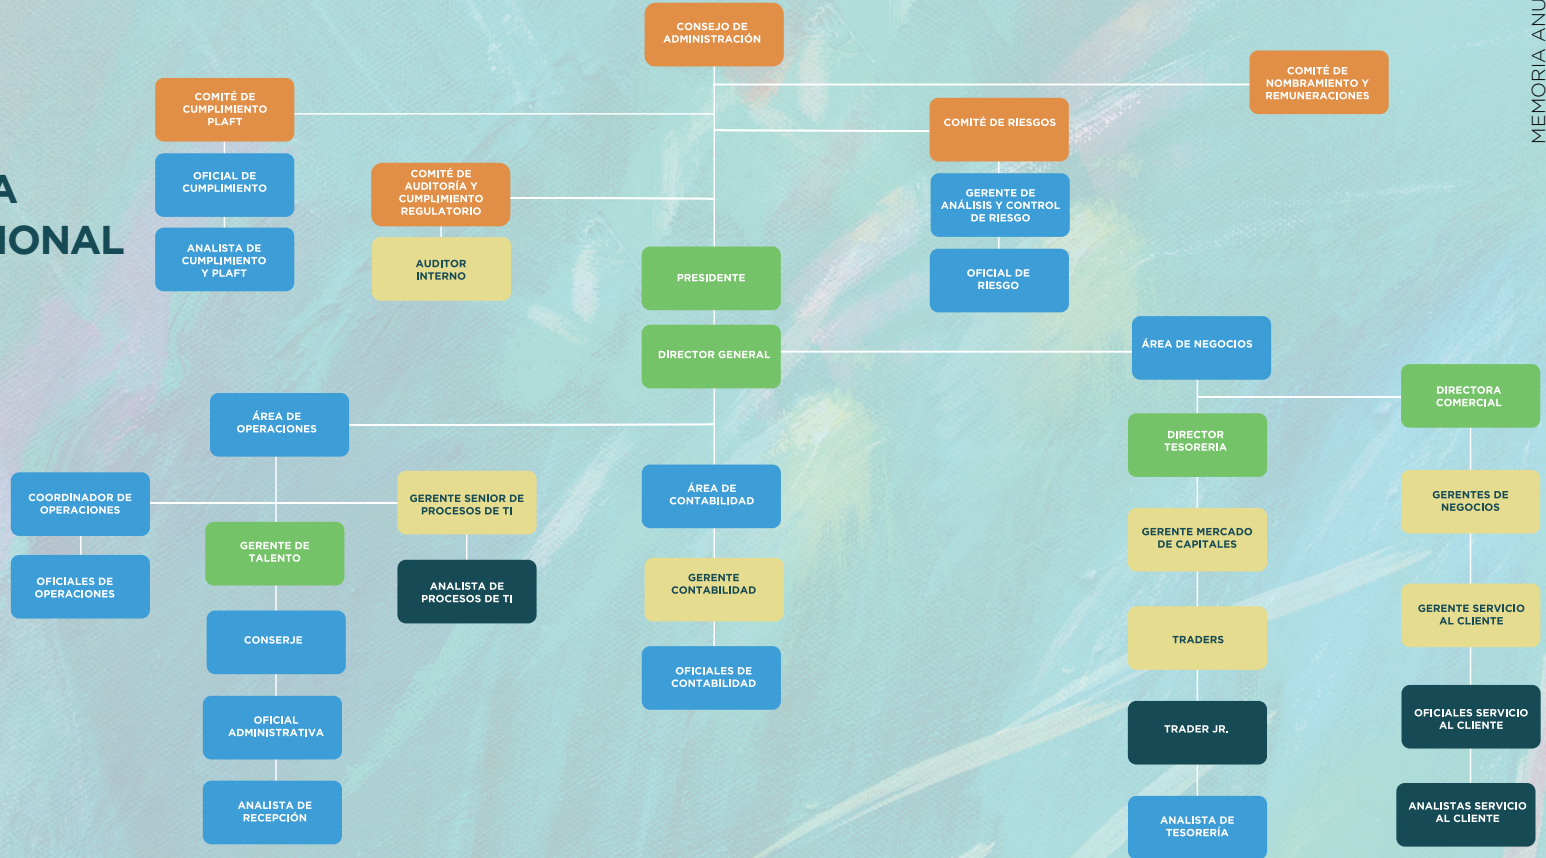 CONSEJO DE
ADMINISTRACIÓN
MEMORIA
COMITÉ DE
NOMBRAMIENTO Y
REMUNERACIONES
COMITÉ DE
CUMPLIMIENTO
PLAFT
COMITÉ DE RIESGOS
OFICIAL DE
CUMPLIMIENTO
COMITÉ DE
AUDITORÍA Y
CUMPLIMIENTO
REGULATORIO
GERENTE DE
ANÁLISIS Y CONTROL
DE RIESGO
ANALISTA DE
CUMPLIMIENTO
Y PLAFT
AUDITOR
INTERNO
PRESIDENTE
OFICIAL DE
RIESGO
DIRECTOR GENERAL
ÁREA DE NEGOCIOS
ÁREA DE
OPERACIONES
DIRECTORA
COMERCIAL
DIRECTOR
TESORERIA
COORDINADOR DE
OPERACIONES
GERENTE SENIOR DE
PROCESOS DE TI
ÁREA DE
CONTABILIDAD
GERENTES DE
NEGOCIOS
GERENTE DE
TALENTO
GERENTE MERCADO
DE CAPITALES
OFICIALES DE
OPERACIONES
ANALISTA DE
PROCESOS DE TI
GERENTE
CONTABILIDAD
GERENTE SERVICIO
AL CLIENTE
CONSERJE
TRADERS
OFICIALES DE
CONTABILIDAD
OFICIAL
ADMINISTRATIVA
TRADER JR.
OFICIALES SERVICIO
AL CLIENTE
ANALISTA DE
RECEPCIÓN
ANALISTA DE
TESORERÍA
ANALISTAS SERVICIO
AL CLIENTE